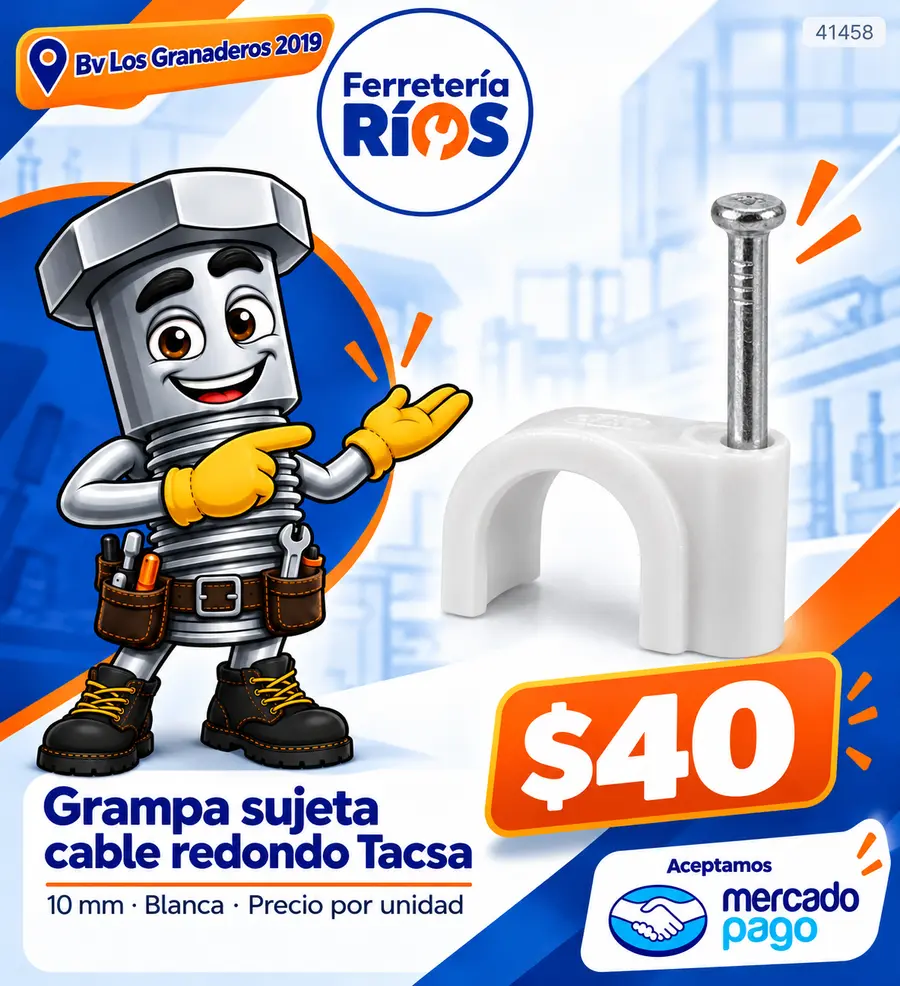 Bv Los Granaderos 2019
41458
Ferretería
RÍOS
$40
Grampa sujeta
cable redondo Tacsa
10 mm · Blanca · Precio por unidad
Aceptamos
mercado
pago